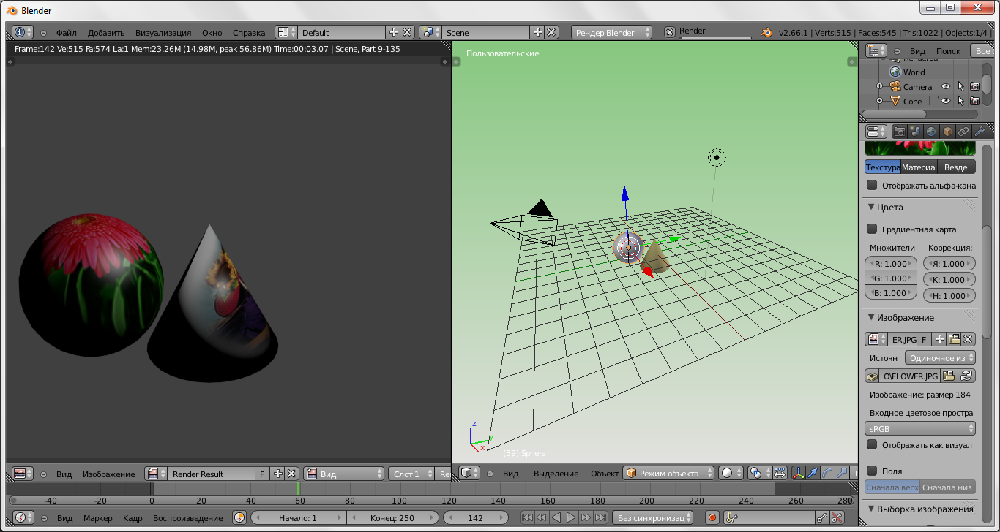 Blender
Файл Добавить Визуализация Окно Справка Default Scene Рендер Blender Render v2.66.1 | Verts:515 | Faces:545 | Tris:1022 | Objects:1/4 |
Frame:142 Ve:515 Fa:574 La:1 Mem:23.26M (14.98M, peak 56.86M) Time:00:03.07 | Scene, Part 9-135
Пользовательские
Вид Поиск Все
World
Camera
Cone
Текстура Материа Везде
Отображать альфа-кана
Цвета
Градиентная карта
Множители Коррекция:
R: 1.000 Я: 1.000
G: 1.000 К: 1.000
B: 1.000 Н: 1.000
Изображение
ER.JPG F
Источн Одиночное из
O\FLOWER.JPG
Изображение: размер 184
Входное цветовое простра
sRGB
Отображать как визуал
Поля
Сначала верх Сначала низ
Выборка изображения
z
y
x
(59) Sphere
Вид Изображение Render Result F Вид Слот 1 Re
Вид Выделение Объект Режим объекта
-40 -20 0 20 40 60 80 100 120 140 160 180 200 220 240 260 280
Вид Маркер Кадр Воспроизведение Начало: 1 Конец: 250 142 Без синхронизац